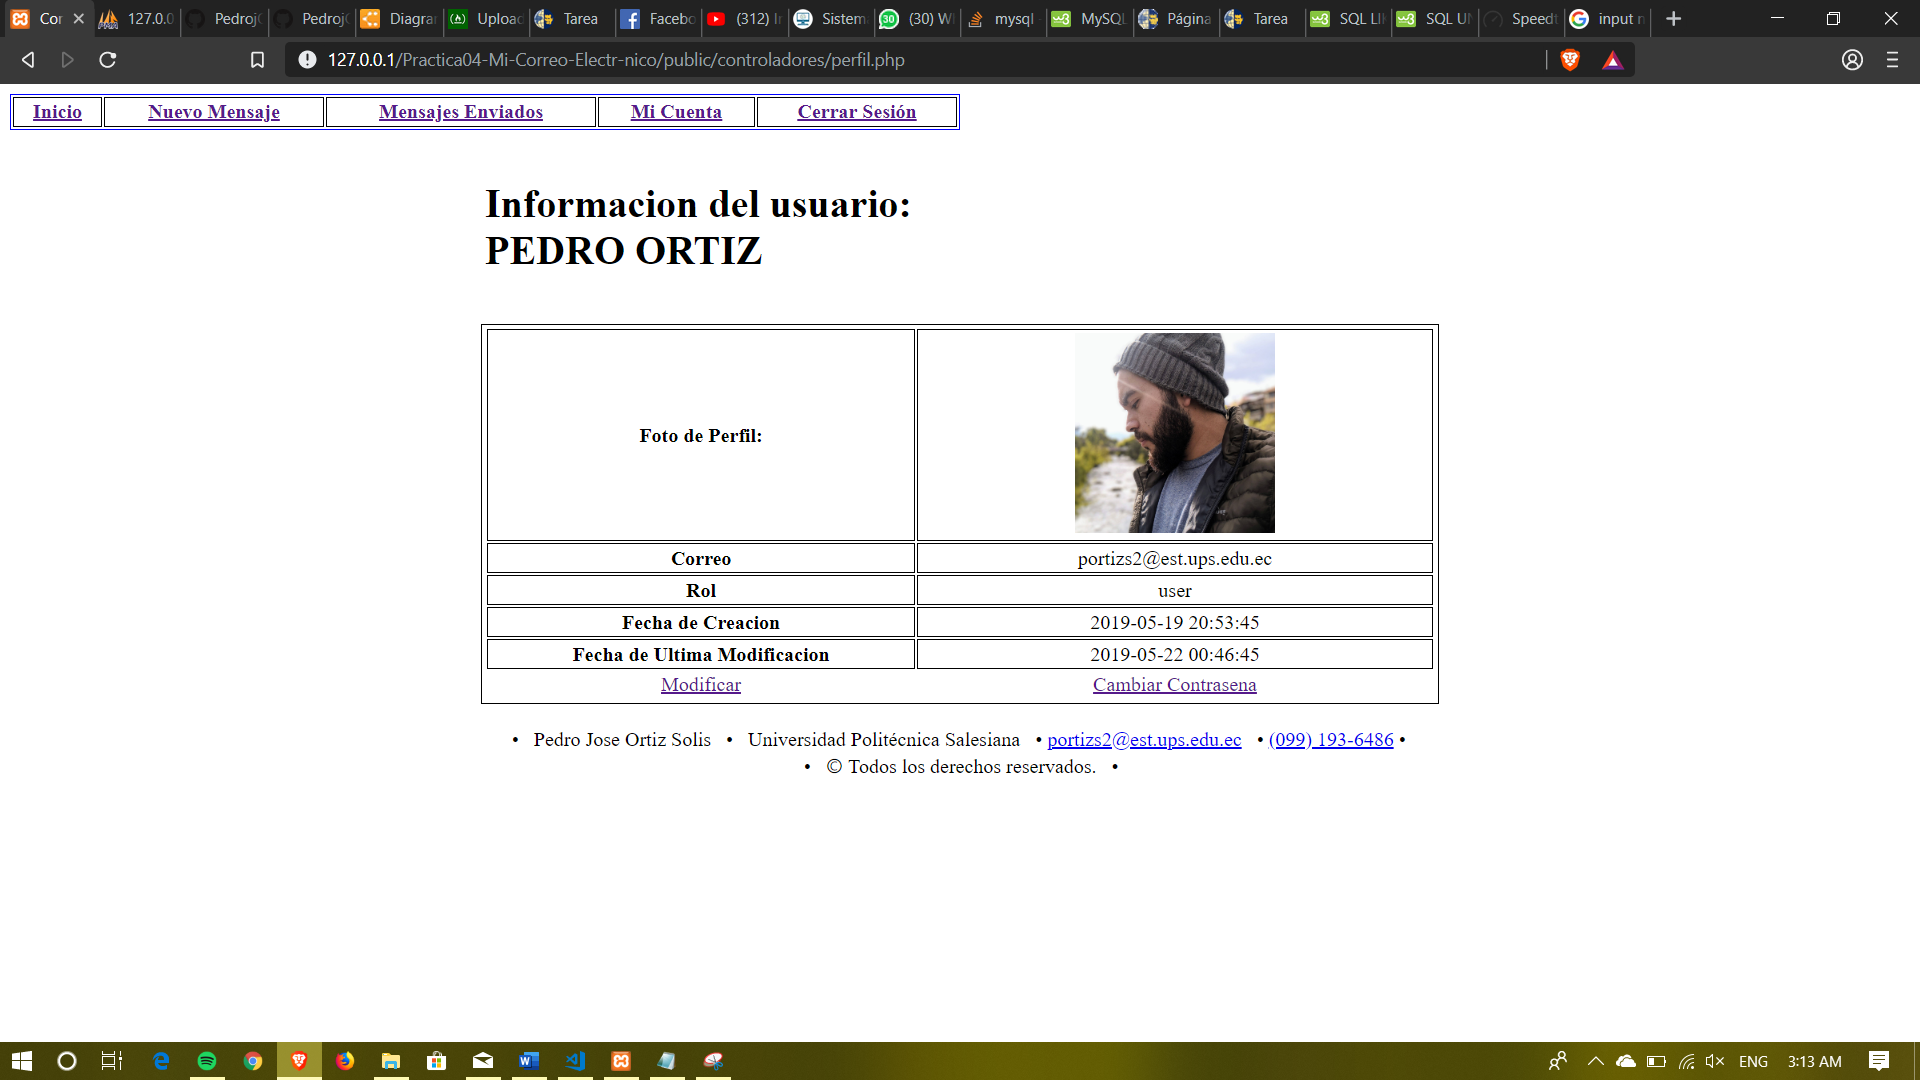 Cor
127.0.0
Pedroj
Pedroj
Diagrar
Upload
Tarea
Facebo
(312) I
Sistem
(30) W
mysql
MySQL
Página
Tarea
SQL LI
SQL U
Speedt
input n
127.0.0.1/Practica04-Mi-Correo-Electr-nico/public/controladores/perfil.php
Inicio Nuevo Mensaje Mensajes Enviados Mi Cuenta Cerrar Sesión
Informacion del usuario:
PEDRO ORTIZ
Foto de Perfil:
Correo portizs2@est.ups.edu.ec
Rol user
Fecha de Creacion 2019-05-19 20:53:45
Fecha de Ultima Modificacion 2019-05-22 00:46:45
Modificar Cambiar Contrasena
• Pedro Jose Ortiz Solis • Universidad Politécnica Salesiana • portizs2@est.ups.edu.ec • (099) 193-6486 •
• © Todos los derechos reservados. •
ENG 3:13 AM